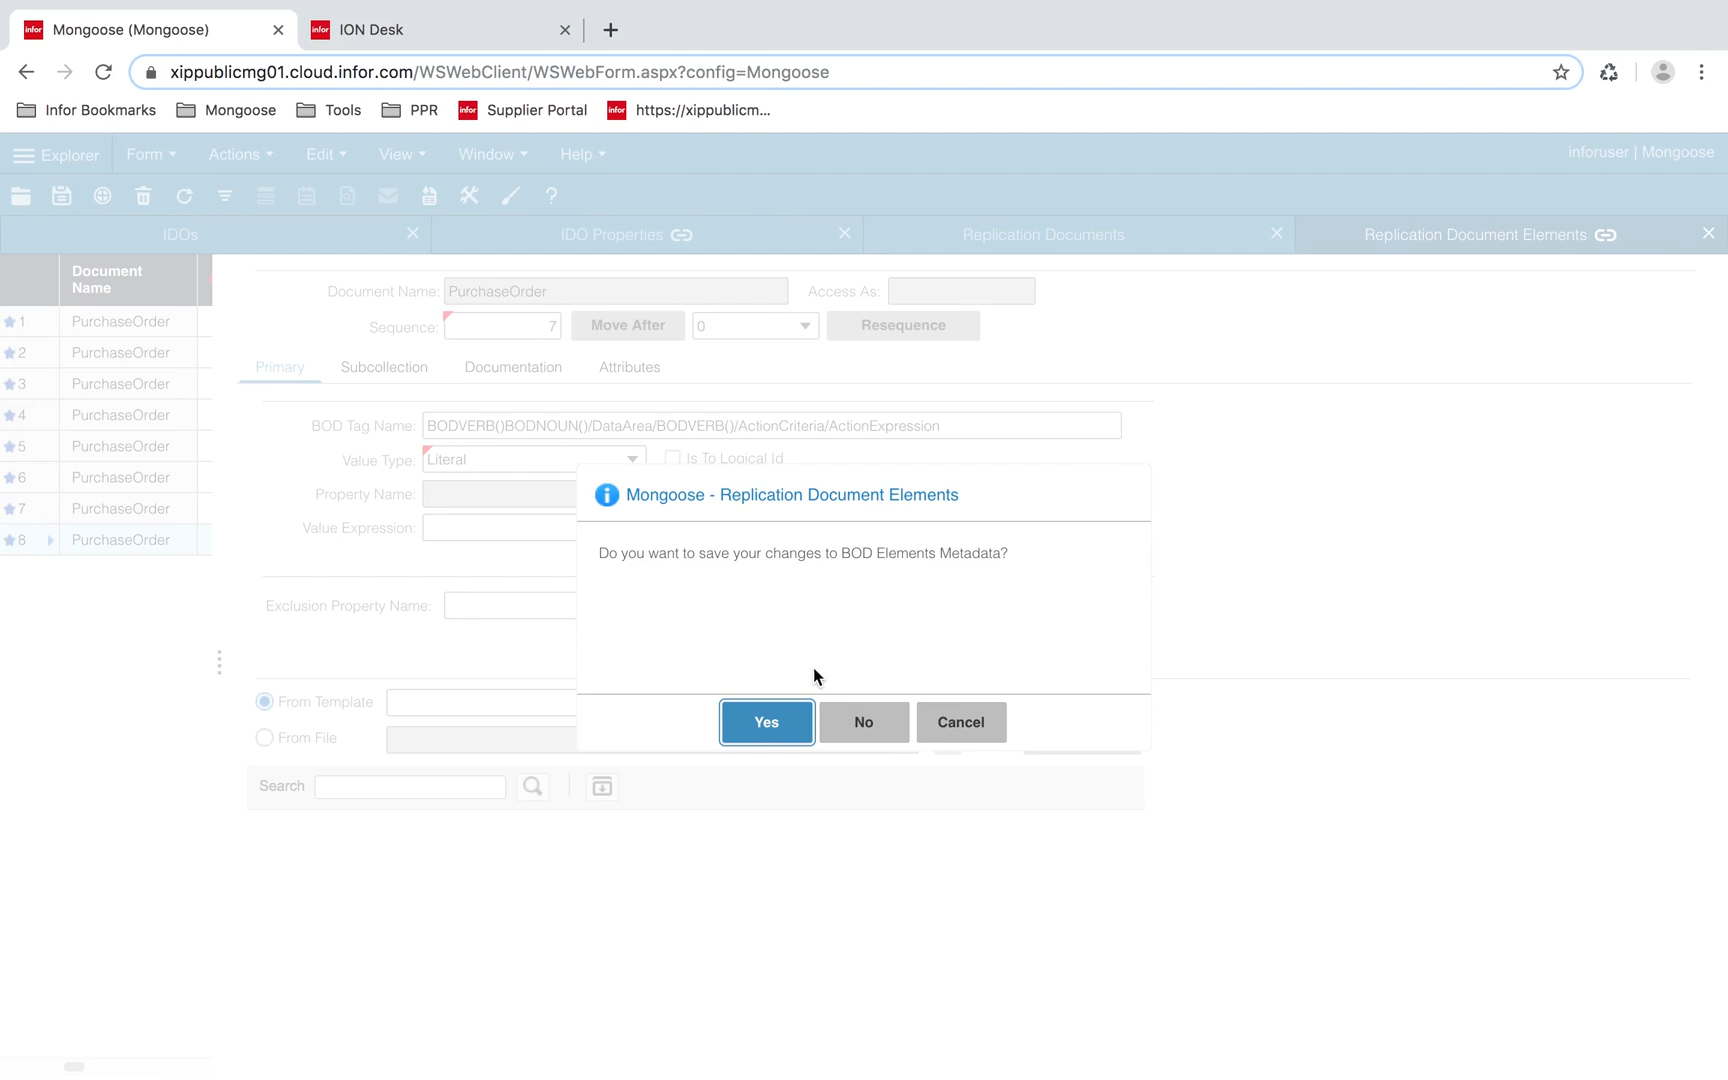 infor Mongoose (Mongoose)
infor ION Desk
xippublicmg01.cloud.infor.com/WSWebClient/WSWebForm.aspx?config=Mongoose
Infor Bookmarks Mongoose Tools PPR infor Supplier Portal infor https://xippublicm...
Explorer Form Actions Edit View Window Help inforuser | Mongoose
IDOs IDO Properties Replication Documents Replication Document Elements
Document
Name
1 PurchaseOrder
2 PurchaseOrder
3 PurchaseOrder
4 PurchaseOrder
5 PurchaseOrder
6 PurchaseOrder
7 PurchaseOrder
8 PurchaseOrder
Document Name: PurchaseOrder Access As:
Sequence: 7 Move After 0 Resequence
Primary Subcollection Documentation Attributes
BOD Tag Name: BODVERB()BODNOUN()/DataArea/BODVERB()/ActionCriteria/ActionExpression
Value Type: Literal Is To Logical Id
Property Name:
Value Expression:
Exclusion Property Name:
Mongoose - Replication Document Elements
Do you want to save your changes to BOD Elements Metadata?
Yes No Cancel
From Template
From File
Search